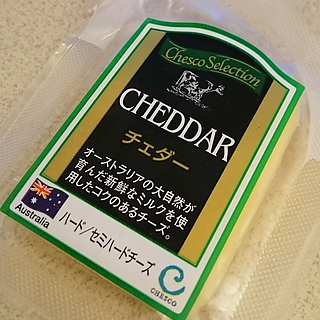 Chesco Selection
CHEDDAR
チェダー
オーストラリアの大自然が
育んだ新鮮なミルクを使
用したコクのあるチーズ。
Australia
ハード/セミハードチーズ
CHESCO